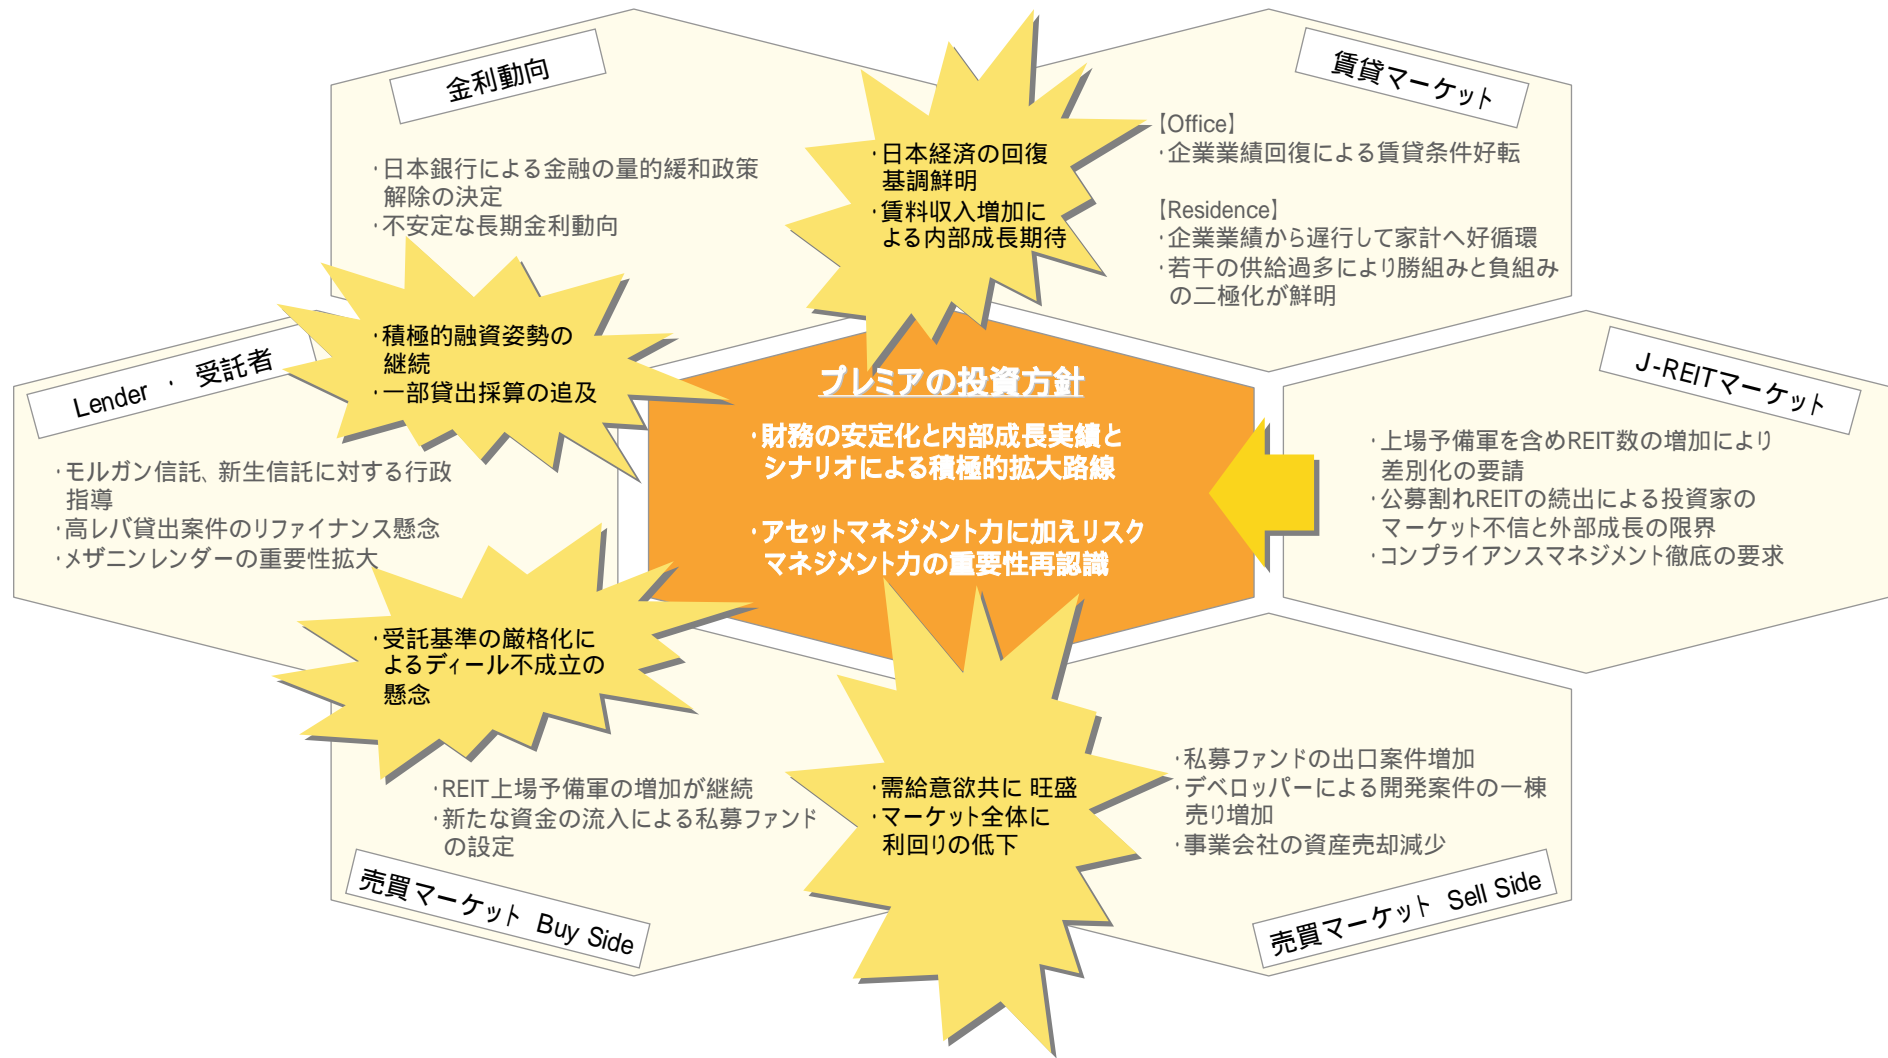 金利動向
・日本銀行による金融の量的緩和政策
解除の決定
・不安定な長期金利動向
・日本経済の回復
基調鮮明
・賃料収入増加に
よる内部成長期待
賃貸マーケット
【Office】
・企業業績回復による賃貸条件好転
【Residence】
・企業業績から遅行して家計へ好循環
・若干の供給過多により勝組みと負組み
の二極化が鮮明
・積極的融資姿勢の
継続
・一部貸出採算の追及
Lender ・ 受託者
・モルガン信託、新生信託に対する行政
指導
・高レバ貸出案件のリファイナンス懸念
・メザニンレンダーの重要性拡大
プレミアの投資方針
・財務の安定化と内部成長実績と
シナリオによる積極的拡大路線
・アセットマネジメント力に加えリスク
マネジメント力の重要性再認識
J-REITマーケット
・上場予備軍を含めREIT数の増加により
差別化の要請
・公募割れREITの続出による投資家の
マーケット不信と外部成長の限界
・コンプライアンスマネジメント徹底の要求
・受託基準の厳格化に
よるディール不成立の
懸念
・REIT上場予備軍の増加が継続
・新たな資金の流入による私募ファンド
の設定
売買マーケット Buy Side
・需給意欲共に 旺盛
・マーケット全体に
利回りの低下
・私募ファンドの出口案件増加
・デベロッパーによる開発案件の一棟
売り増加
・事業会社の資産売却減少
売買マーケット Sell Side